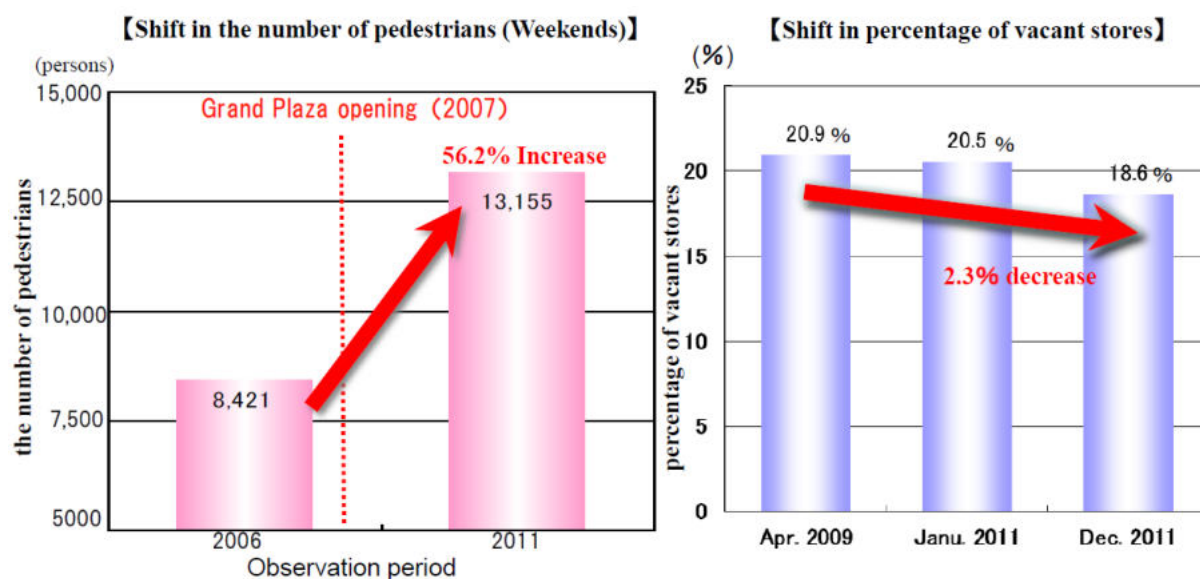 【Shift in the number of pedestrians (Weekends)】
(persons)
15,000
12,500
10,000
7,500
5000
the number of pedestrians
Grand Plaza opening (2007)
56.2% Increase
13,155
8,421
2006
2011
Observation period
【Shift in percentage of vacant stores】
(%)
25
20
15
10
5
0
percentage of vacant stores
20.9 %
20.5 %
18.6 %
2.3% decrease
Apr. 2009
Janu. 2011
Dec. 2011